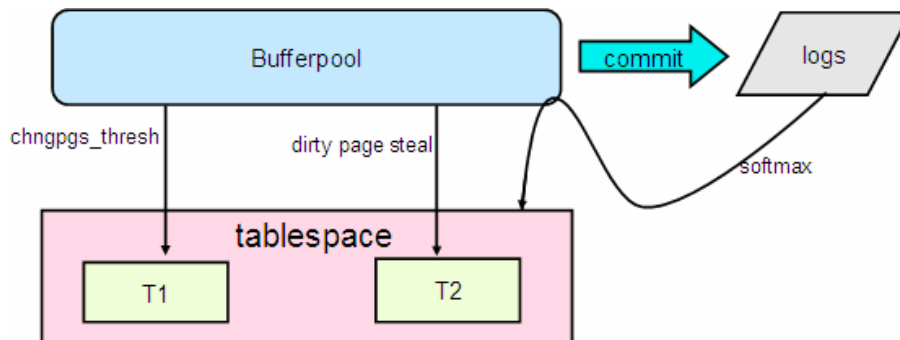 Bufferpool
commit
logs
chngpgs_thresh
dirty page steal
softmax
tablespace
T1
T2